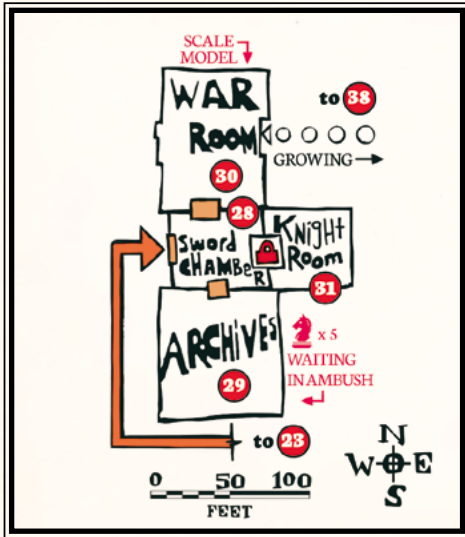 SCALE
MODEL
WAR
ROOM
to 38
GROWING
30
28
SWORD
CHAMBER
KNIGHT
ROOM
31
ARCHIVES
29
x 5
WAITING
IN AMBUSH
to 23
N
W E
S
0 50 100
FEET